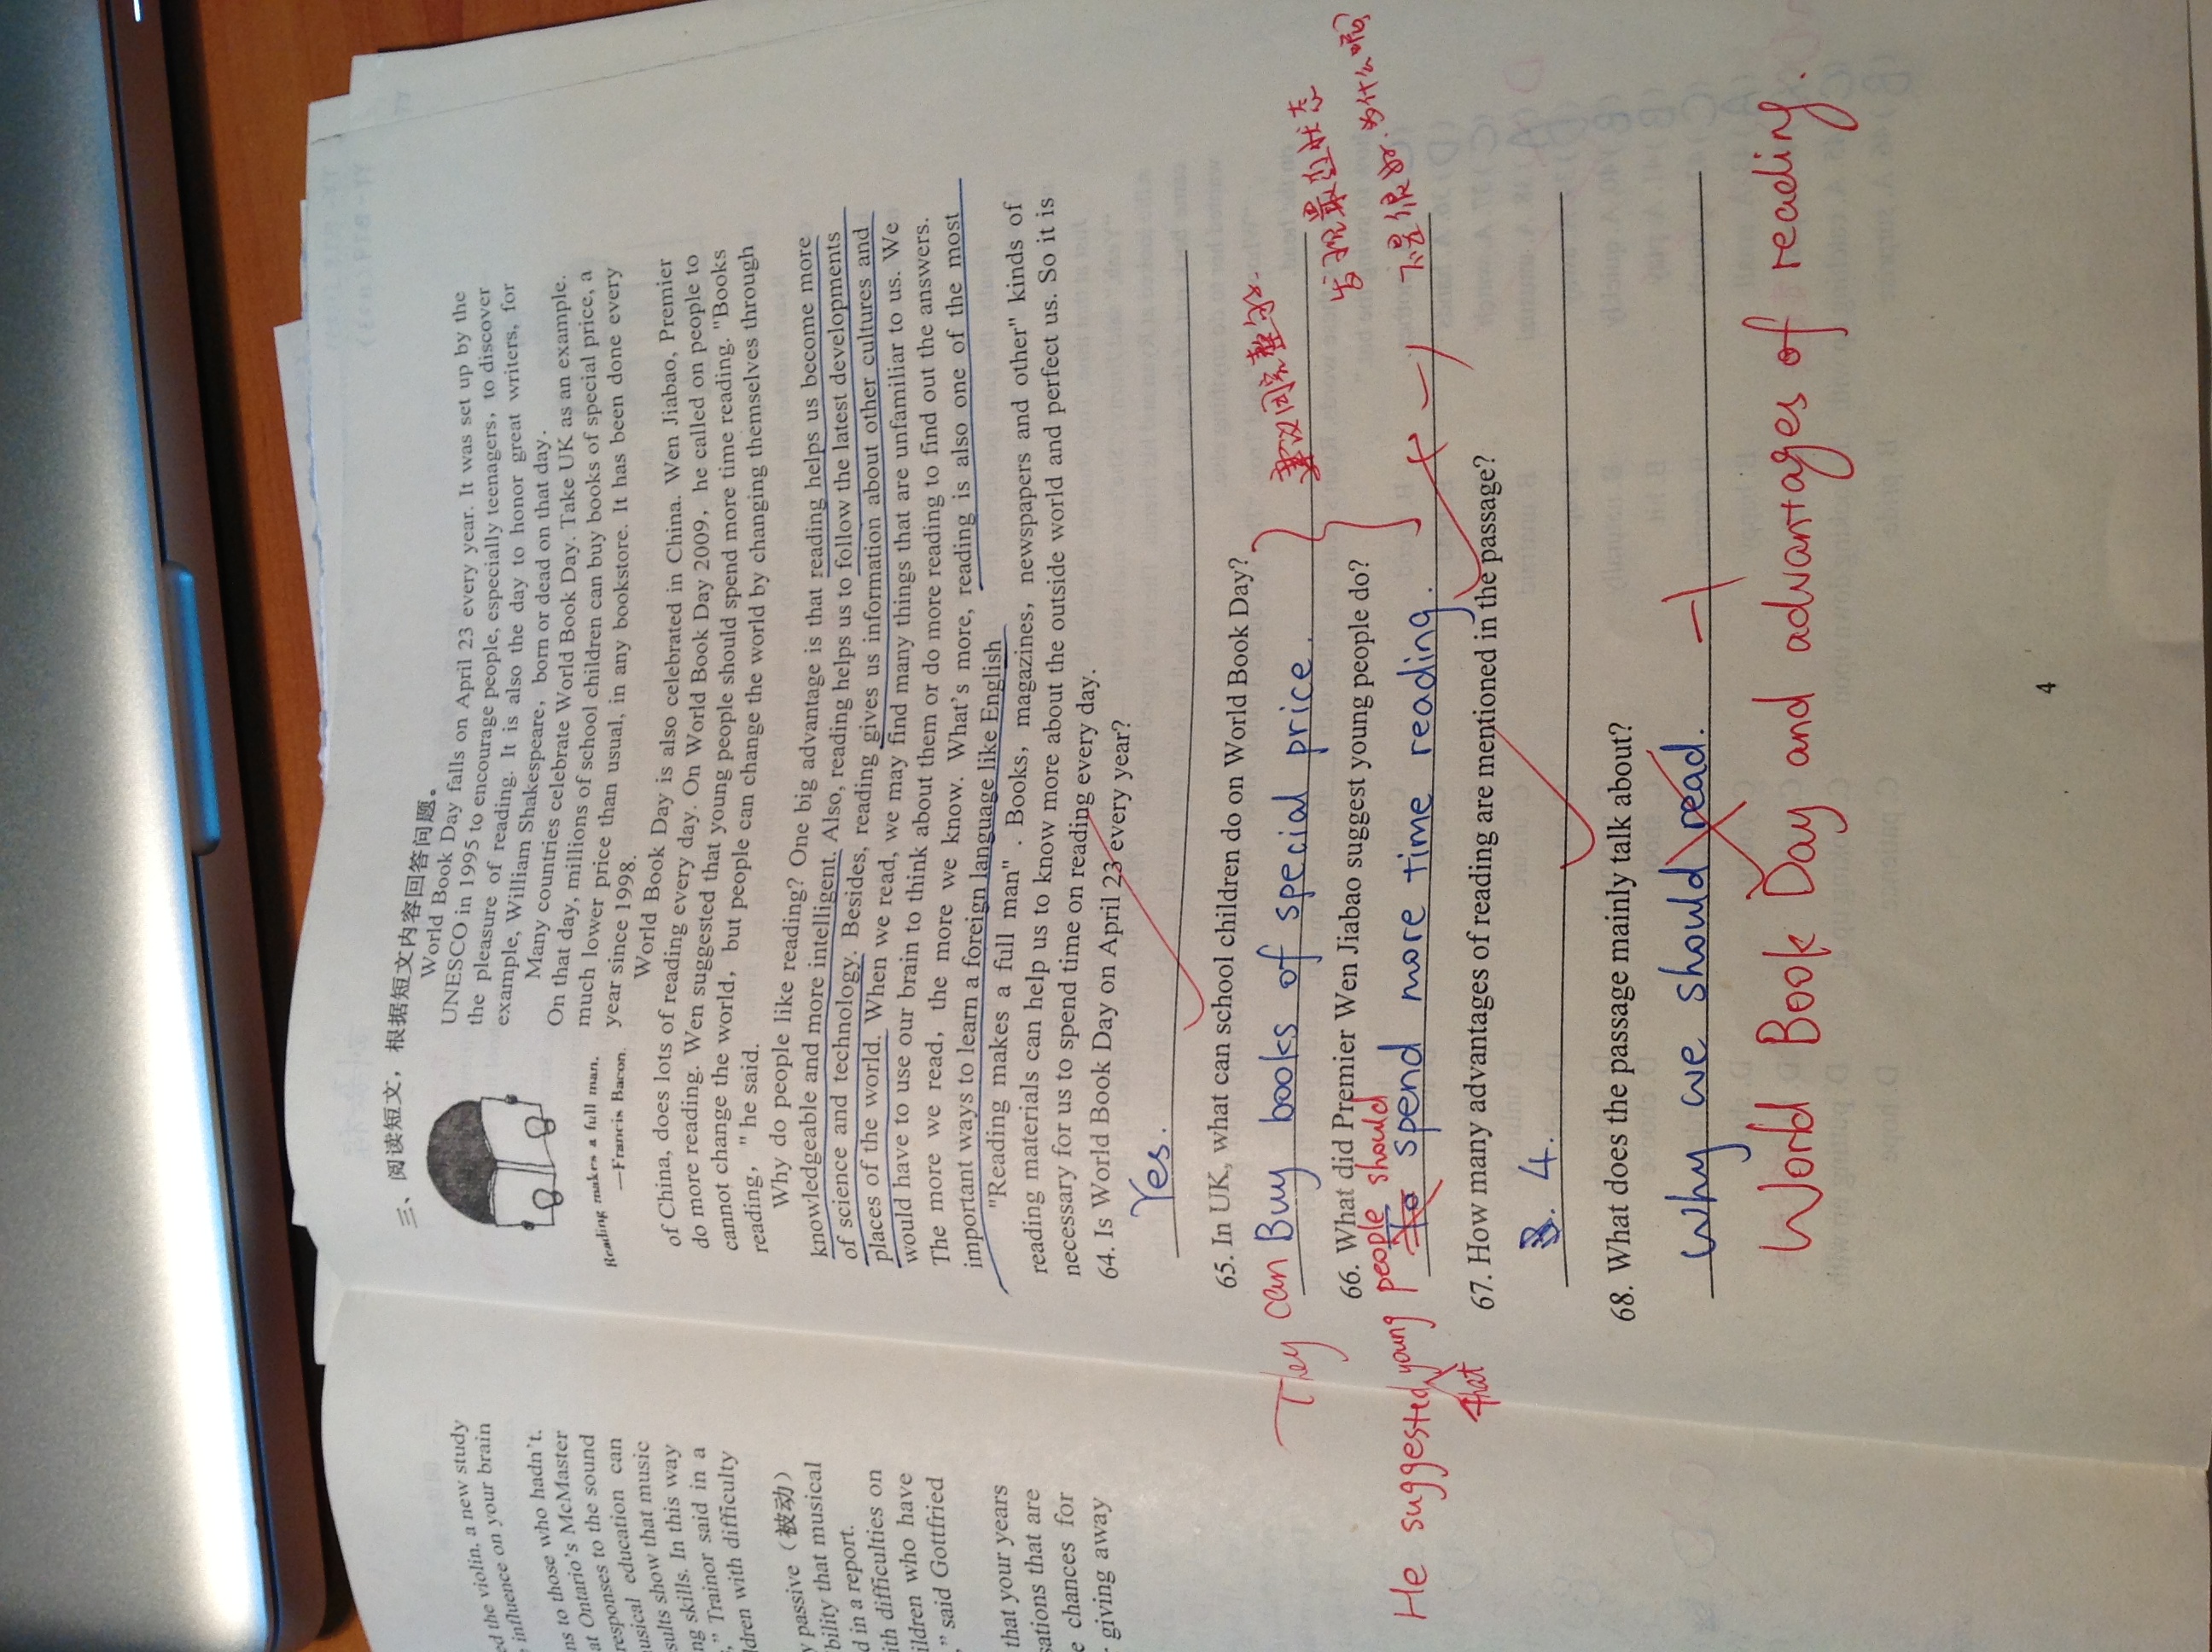 ed the violin, a new study
influence on your brain
ns to those who hadn't.
at Ontario's McMaster
responses to the sound
usical education can
sults show that music
ng skills. In this way
," Trainor said in a
ldren with difficulty
y passive（被动）
bility that musical
d in a report.
ith difficulties on
ildren who have
," said Gottfried
that your years
sations that are
e chances for
giving away
三、阅读短文，根据短文内容回答问题。
World Book Day falls on April 23 every year. It was set up by the
UNESCO in 1995 to encourage people, especially teenagers, to discover
the pleasure of reading. It is also the day to honor great writers, for
example, William Shakespeare, born or dead on that day.
Many countries celebrate World Book Day. Take UK as an example.
On that day, millions of school children can buy books of special price, a
much lower price than usual, in any bookstore. It has been done every
year since 1998.
Reading makes a full man.
—Francis Bacon.
World Book Day is also celebrated in China. Wen Jiabao, Premier
of China, does lots of reading every day. On World Book Day 2009, he called on people to
do more reading. Wen suggested that young people should spend more time reading. "Books
cannot change the world, but people can change the world by changing themselves through
reading, " he said.
Why do people like reading? One big advantage is that reading helps us become more
knowledgeable and more intelligent. Also, reading helps us to follow the latest developments
of science and technology. Besides, reading gives us information about other cultures and
places of the world. When we read, we may find many things that are unfamiliar to us. We
would have to use our brain to think about them or do more reading to find out the answers.
The more we read, the more we know. What's more, reading is also one of the most
important ways to learn a foreign language like English
"Reading makes a full man" . Books, magazines, newspapers and other" kinds of
reading materials can help us to know more about the outside world and perfect us. So it is
necessary for us to spend time on reading every day.
64. Is World Book Day on April 23 every year?
Yes.
65. In UK, what can school children do on World Book Day?
They can Buy books of special price.
建议回完整句子.
66. What did Premier Wen Jiabao suggest young people do?
发现最近状态
不是很好.为什么呢?
He suggested young people should
that
To spend more time reading.
67. How many advantages of reading are mentioned in the passage?
3. 4.
68. What does the passage mainly talk about?
Why we should read. -1
World Book Day and advantages of reading.
4